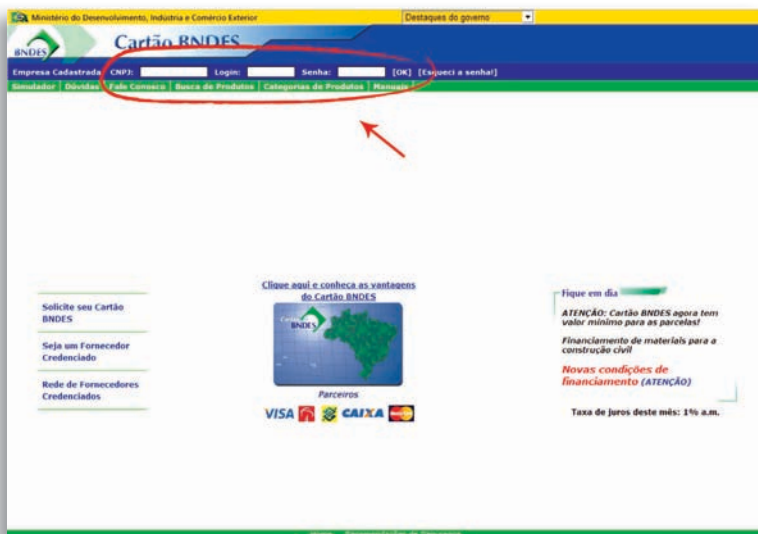 Ministério do Desenvolvimento, Indústria e Comércio Exterior
Destaques do governo
BNDES
Cartão BNDES
Empresa Cadastrada CNPJ: Login: Senha: [OK] [Esqueci a senha!]
Simulador | Dúvidas | Fale Conosco | Busca de Produtos | Categorias de Produtos | Manuais |
Solicite seu Cartão
BNDES
Seja um Fornecedor
Credenciado
Rede de Fornecedores
Credenciados
Clique aqui e conheca as vantagens
do Cartão BNDES
BNDES
Parceiros
VISA CAIXA
Fique em dia
ATENÇÃO: Cartão BNDES agora tem
valor mínimo para as parcelas!
Financiamento de materiais para a
construção civil
Novas condições de
financiamento (ATENÇÃO)
Taxa de juros deste mês: 1% a.m.